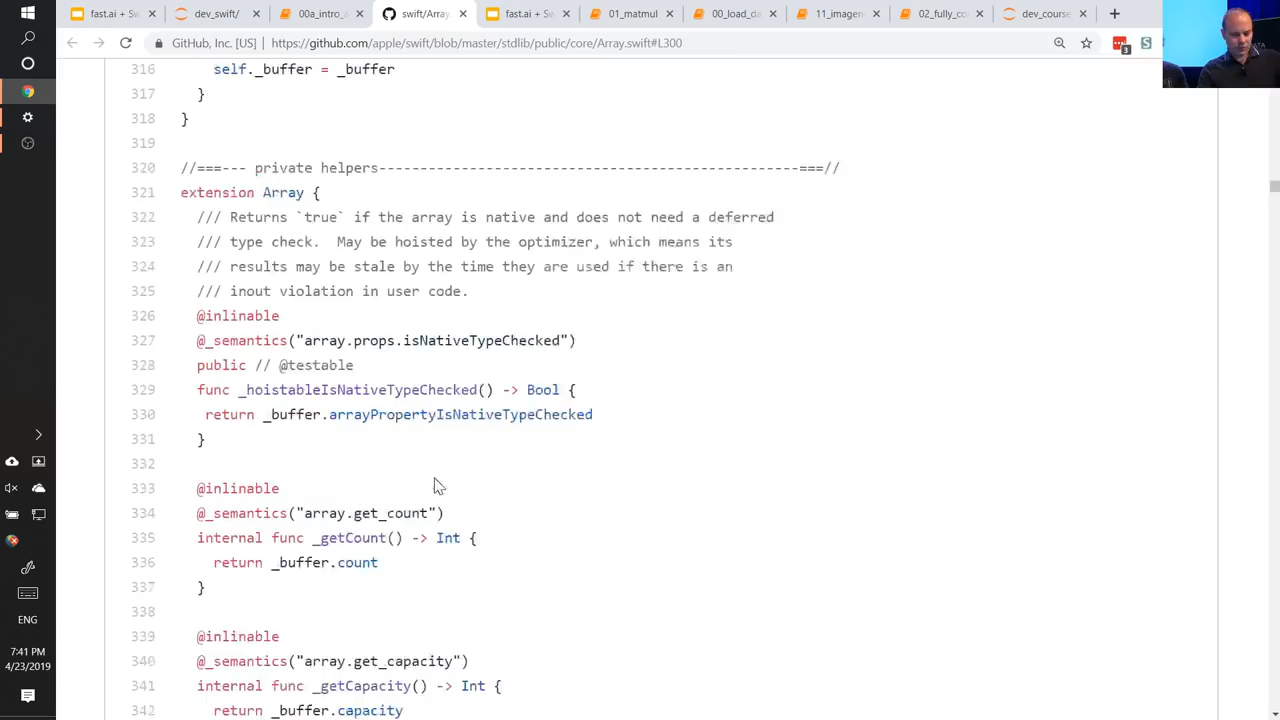 fast.ai - Sw
dev_swift/
00a_intro_a
swift/Array.
fast.ai Sw
01_matmul
00_load_da
11_imagen
02_fully_co
dev_course
GitHub, Inc. [US] | https://github.com/apple/swift/blob/master/stdlib/public/core/Array.swift#L300
3
316 self._buffer = _buffer
317 }
318 }
319
320 //===--- private helpers---------------------------------------------------===//
321 extension Array {
322 /// Returns `true` if the array is native and does not need a deferred
323 /// type check.  May be hoisted by the optimizer, which means its
324 /// results may be stale by the time they are used if there is an
325 /// inout violation in user code.
326 @inlinable
327 @_semantics("array.props.isNativeTypeChecked")
328 public // @testable
329 func _hoistableIsNativeTypeChecked() -> Bool {
330 return _buffer.arrayPropertyIsNativeTypeChecked
331 }
332
333 @inlinable
334 @_semantics("array.get_count")
335 internal func _getCount() -> Int {
336 return _buffer.count
337 }
338
339 @inlinable
340 @_semantics("array.get_capacity")
341 internal func _getCapacity() -> Int {
342 return _buffer.capacity
ENG
7:41 PM
4/23/2019